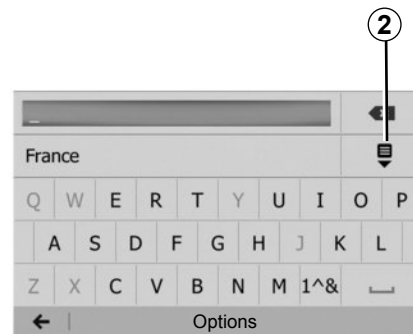 2
_
France
Q W E R T Y U I O P
A S D F G H J K L
Z X C V B N M 1^&
Options